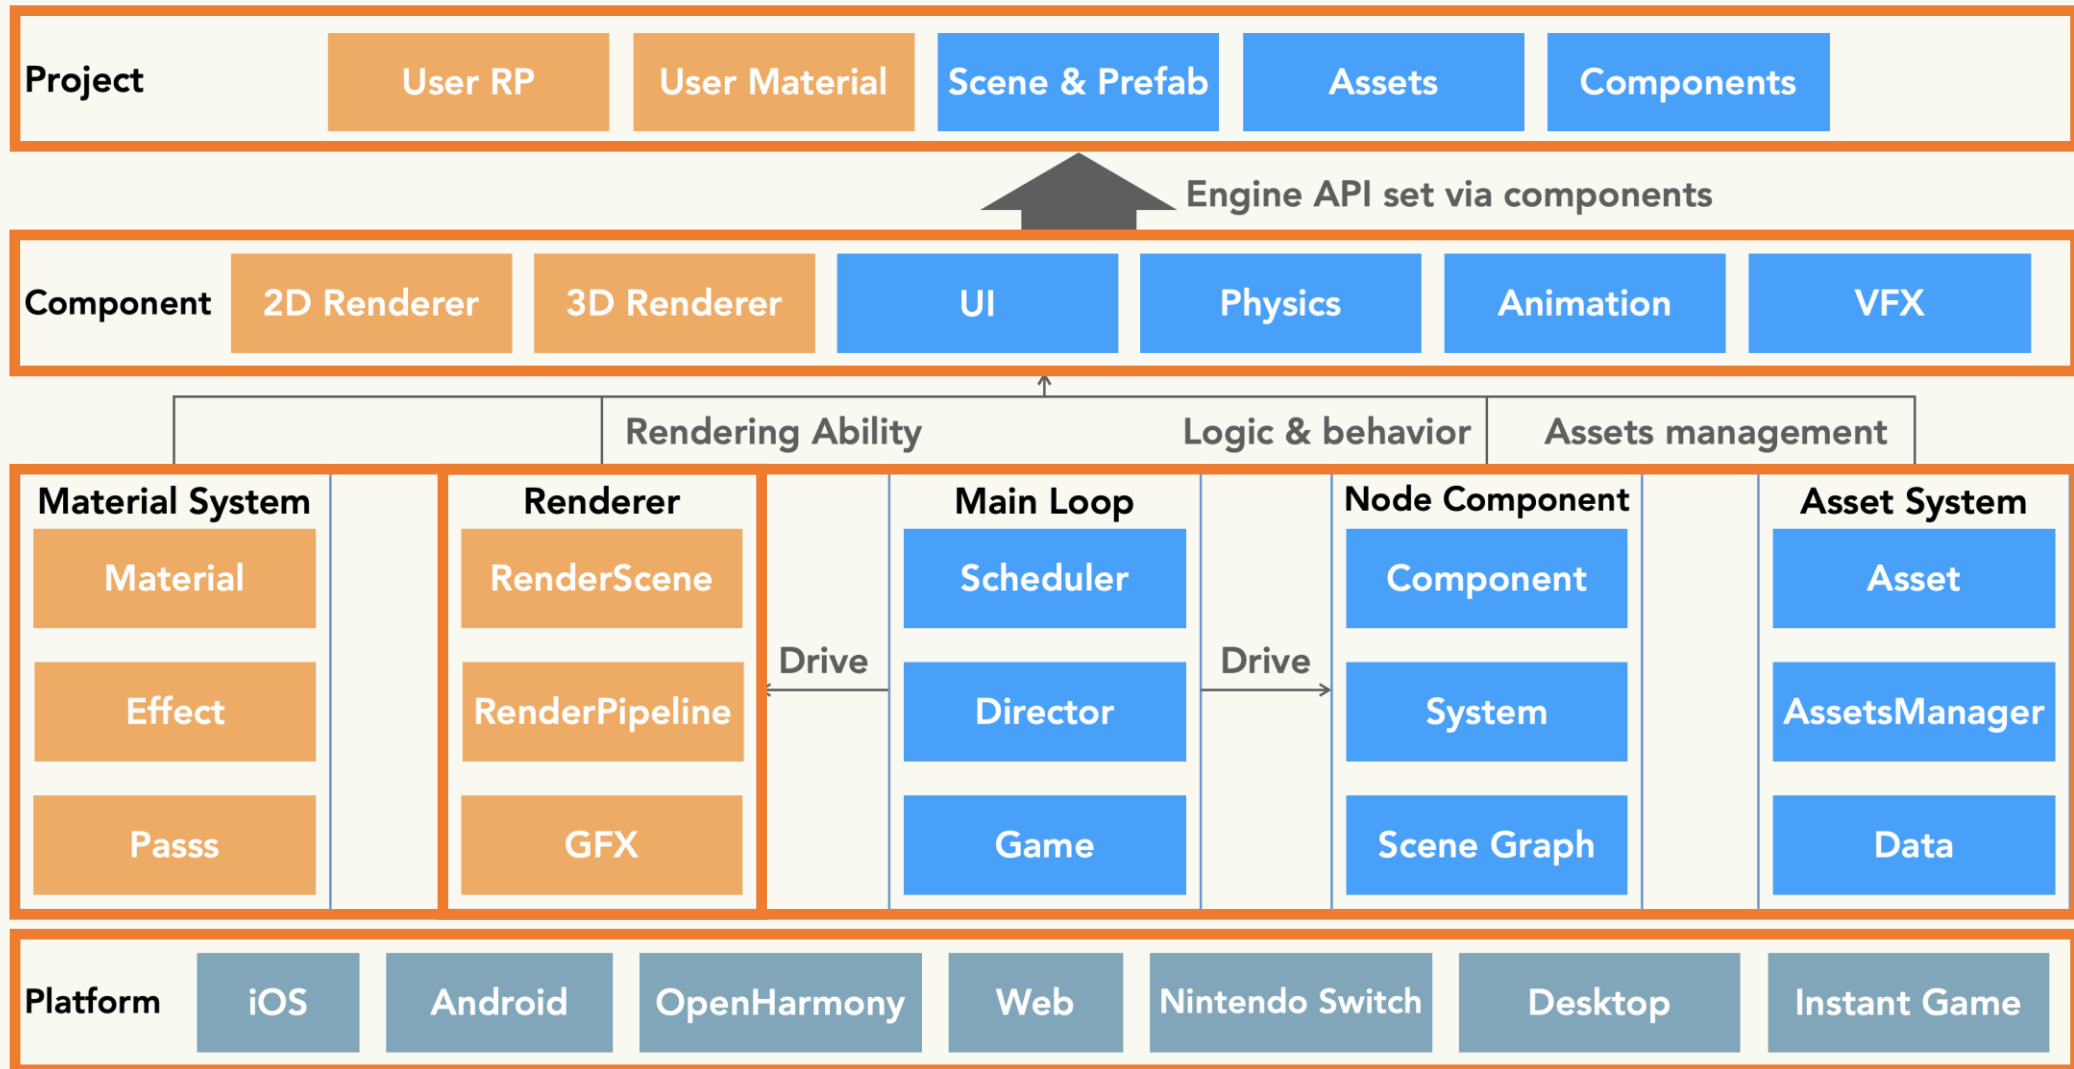 Project
User RP
User Material
Scene & Prefab
Assets
Components
Engine API set via components
Component
2D Renderer
3D Renderer
UI
Physics
Animation
VFX
Rendering Ability
Logic & behavior
Assets management
Material System
Material
Effect
Passs
Renderer
RenderScene
RenderPipeline
GFX
Drive
Main Loop
Scheduler
Director
Game
Drive
Node Component
Component
System
Scene Graph
Asset System
Asset
AssetsManager
Data
Platform
iOS
Android
OpenHarmony
Web
Nintendo Switch
Desktop
Instant Game